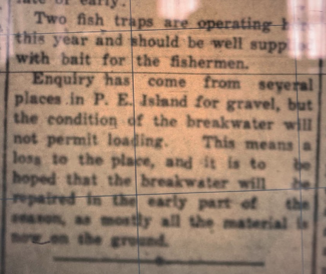 late or early.
Two fish traps are operating
this year and should be well
with bait for the fishermen.
Enquiry has come from several
places in P. E. Island for gravel, but
the condition of the breakwater will
not permit loading. This means a
loss to the place, and it is to be
hoped that the breakwater will be
repaired in the early part of the
season, as mostly all the material is
now on the ground.